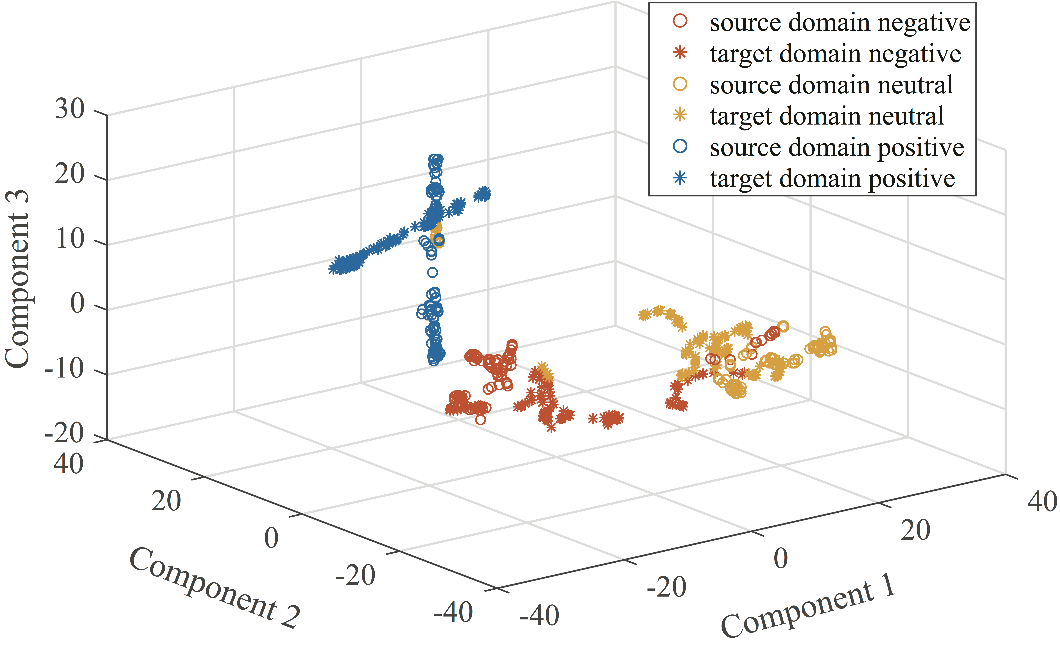 source domain negative
target domain negative
source domain neutral
target domain neutral
source domain positive
target domain positive
30
20
10
0
-10
-20
Component 3
40
20
0
-20
-40
Component 2
-40
-20
0
20
40
Component 1